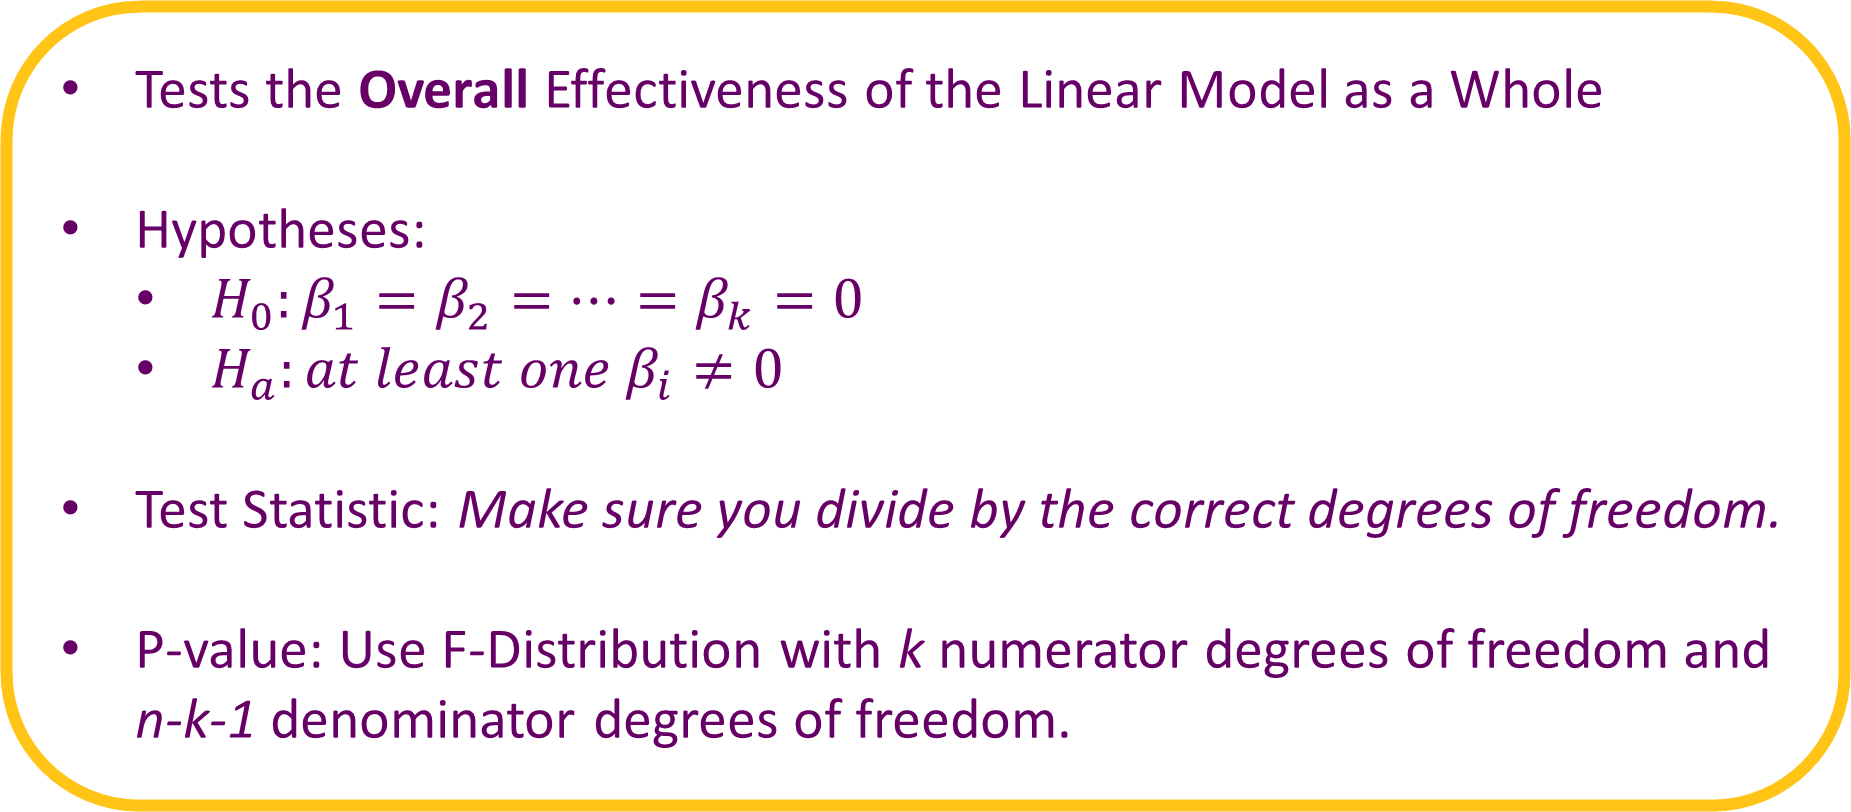 • Tests the Overall Effectiveness of the Linear Model as a Whole
• Hypotheses:
• H₀: β₁ = β₂ = ⋯ = βₖ = 0
• Hₐ: at least one βᵢ ≠ 0
• Test Statistic: Make sure you divide by the correct degrees of freedom.
• P-value: Use F-Distribution with k numerator degrees of freedom and
n-k-1 denominator degrees of freedom.